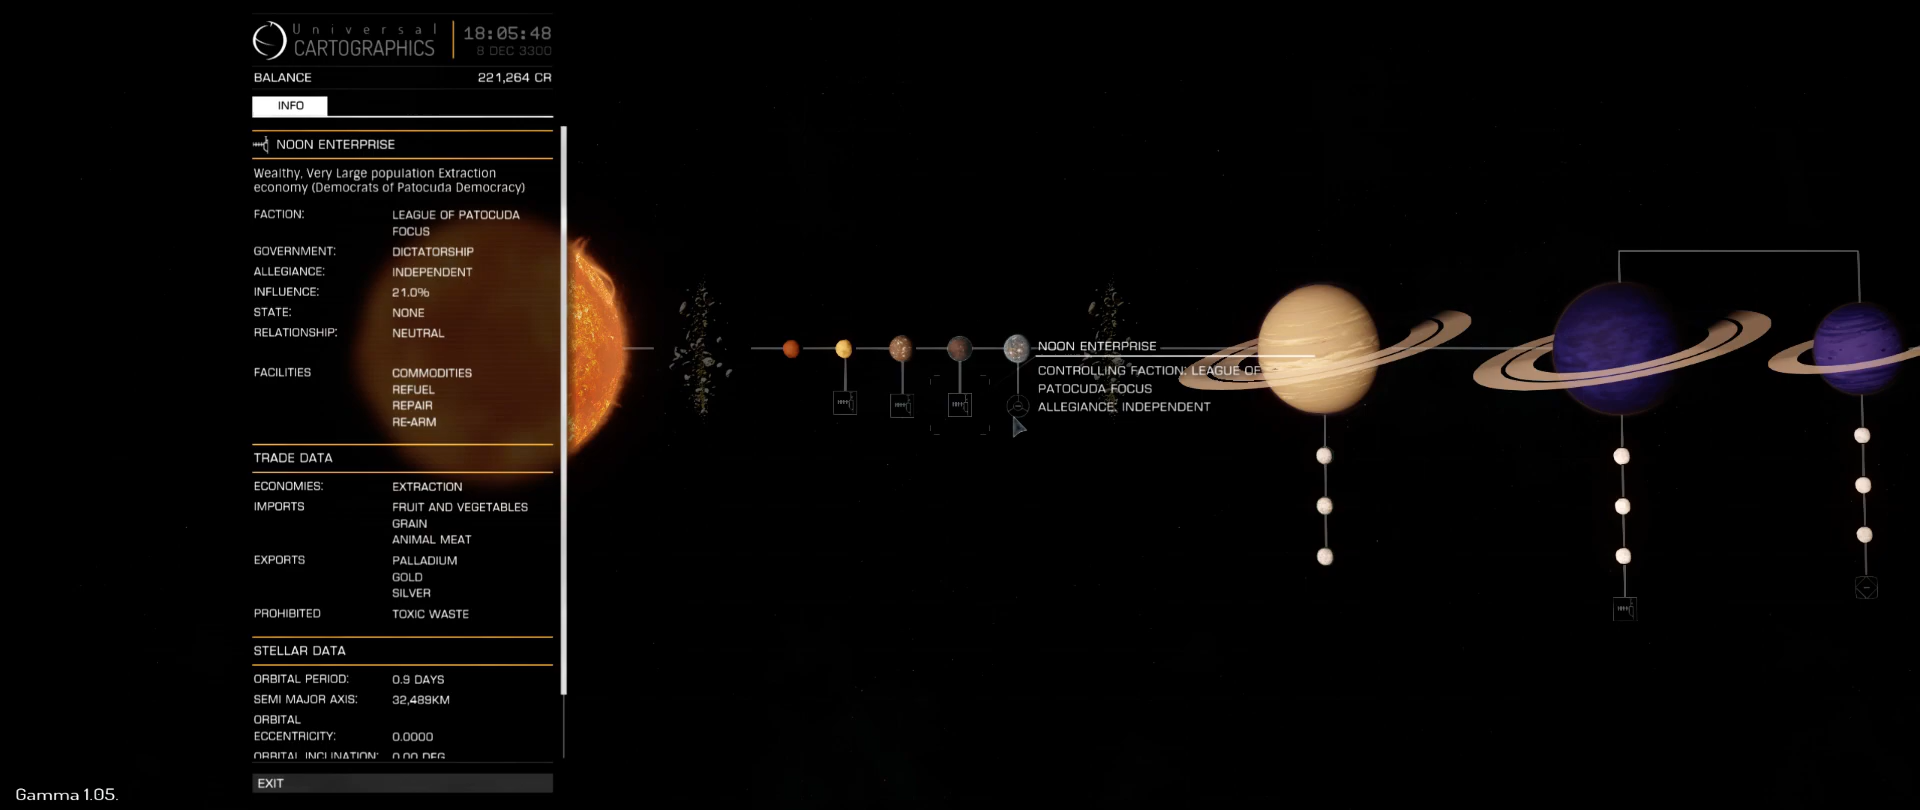 Universal
CARTOGRAPHICS
18:05:48
8 DEC 3300
BALANCE 221,264 CR
INFO
NOON ENTERPRISE
Wealthy, Very Large population Extraction
economy (Democrats of Patocuda Democracy)
FACTION: LEAGUE OF PATOCUDA
FOCUS
GOVERNMENT: DICTATORSHIP
ALLEGIANCE: INDEPENDENT
INFLUENCE: 21.0%
STATE: NONE
RELATIONSHIP: NEUTRAL
FACILITIES COMMODITIES
REFUEL
REPAIR
RE-ARM
TRADE DATA
ECONOMIES: EXTRACTION
IMPORTS FRUIT AND VEGETABLES
GRAIN
ANIMAL MEAT
EXPORTS PALLADIUM
GOLD
SILVER
PROHIBITED TOXIC WASTE
STELLAR DATA
ORBITAL PERIOD: 0.9 DAYS
SEMI MAJOR AXIS: 32,489KM
ORBITAL
ECCENTRICITY: 0.0000
ORBITAL INCLINATION: 0.00 DEG
EXIT
NOON ENTERPRISE
CONTROLLING FACTION: LEAGUE OF
PATOCUDA FOCUS
ALLEGIANCE: INDEPENDENT
Gamma 1.05.